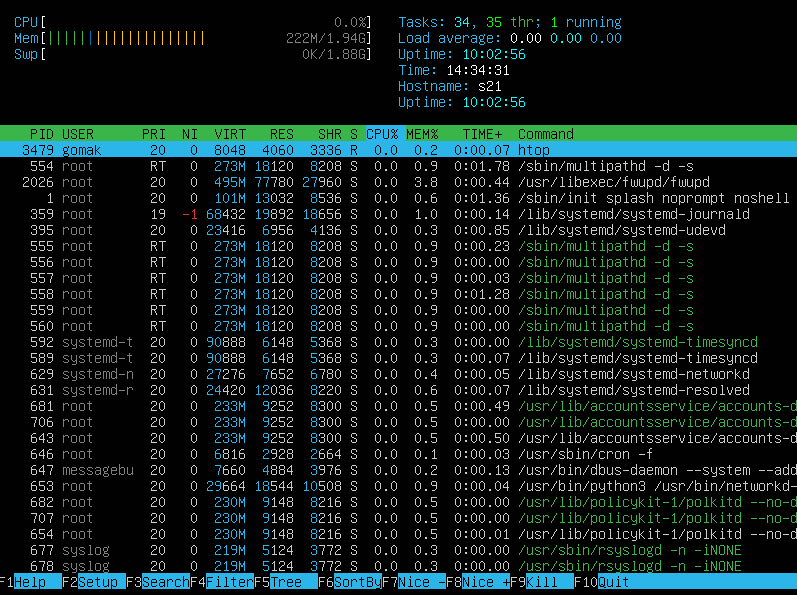 CPU[ 0.0%] Tasks: 34, 35 thr; 1 running
Mem[|||||||||||||||||||| 222M/1.94G] Load average: 0.00 0.00 0.00
Swp[ 0K/1.88G] Uptime: 10:02:56
Time: 14:34:31
Hostname: s21
Uptime: 10:02:56
PID USER PRI NI VIRT RES SHR S CPU% MEM% TIME+ Command
3479 gomak 20 0 8048 4060 3336 R 0.0 0.2 0:00.07 htop
554 root RT 0 273M 18120 8208 S 0.0 0.9 0:01.78 /sbin/multipathd -d -s
2026 root 20 0 495M 77780 27960 S 0.0 3.8 0:00.44 /usr/libexec/fwupd/fwupd
1 root 20 0 101M 13032 8536 S 0.0 0.6 0:01.36 /sbin/init splash noprompt noshell
359 root 19 -1 68432 19892 18656 S 0.0 1.0 0:00.14 /lib/systemd/systemd-journald
395 root 20 0 23416 6956 4136 S 0.0 0.3 0:00.85 /lib/systemd/systemd-udevd
555 root RT 0 273M 18120 8208 S 0.0 0.9 0:00.23 /sbin/multipathd -d -s
556 root RT 0 273M 18120 8208 S 0.0 0.9 0:00.00 /sbin/multipathd -d -s
557 root RT 0 273M 18120 8208 S 0.0 0.9 0:00.03 /sbin/multipathd -d -s
558 root RT 0 273M 18120 8208 S 0.0 0.9 0:01.28 /sbin/multipathd -d -s
559 root RT 0 273M 18120 8208 S 0.0 0.9 0:00.00 /sbin/multipathd -d -s
560 root RT 0 273M 18120 8208 S 0.0 0.9 0:00.00 /sbin/multipathd -d -s
592 systemd-t 20 0 90888 6148 5368 S 0.0 0.3 0:00.00 /lib/systemd/systemd-timesyncd
589 systemd-t 20 0 90888 6148 5368 S 0.0 0.3 0:00.07 /lib/systemd/systemd-timesyncd
629 systemd-n 20 0 27276 7652 6780 S 0.0 0.4 0:00.05 /lib/systemd/systemd-networkd
631 systemd-r 20 0 24420 12036 8220 S 0.0 0.6 0:00.07 /lib/systemd/systemd-resolved
681 root 20 0 233M 9252 8300 S 0.0 0.5 0:00.49 /usr/lib/accountsservice/accounts-d
706 root 20 0 233M 9252 8300 S 0.0 0.5 0:00.00 /usr/lib/accountsservice/accounts-d
643 root 20 0 233M 9252 8300 S 0.0 0.5 0:00.50 /usr/lib/accountsservice/accounts-d
646 root 20 0 6816 2928 2664 S 0.0 0.1 0:00.03 /usr/sbin/cron -f
647 messagebu 20 0 7660 4884 3976 S 0.0 0.2 0:00.13 /usr/bin/dbus-daemon --system --add
653 root 20 0 29664 18544 10508 S 0.0 0.9 0:00.04 /usr/bin/python3 /usr/bin/networkd-
682 root 20 0 230M 9148 8216 S 0.0 0.5 0:00.00 /usr/lib/policykit-1/polkitd --no-d
707 root 20 0 230M 9148 8216 S 0.0 0.5 0:00.00 /usr/lib/policykit-1/polkitd --no-d
654 root 20 0 230M 9148 8216 S 0.0 0.5 0:00.01 /usr/lib/policykit-1/polkitd --no-d
677 syslog 20 0 219M 5124 3772 S 0.0 0.3 0:00.00 /usr/sbin/rsyslogd -n -iNONE
678 syslog 20 0 219M 5124 3772 S 0.0 0.3 0:00.00 /usr/sbin/rsyslogd -n -iNONE
F1Help F2Setup F3SearchF4FilterF5Tree F6SortByF7Nice -F8Nice +F9Kill F10Quit